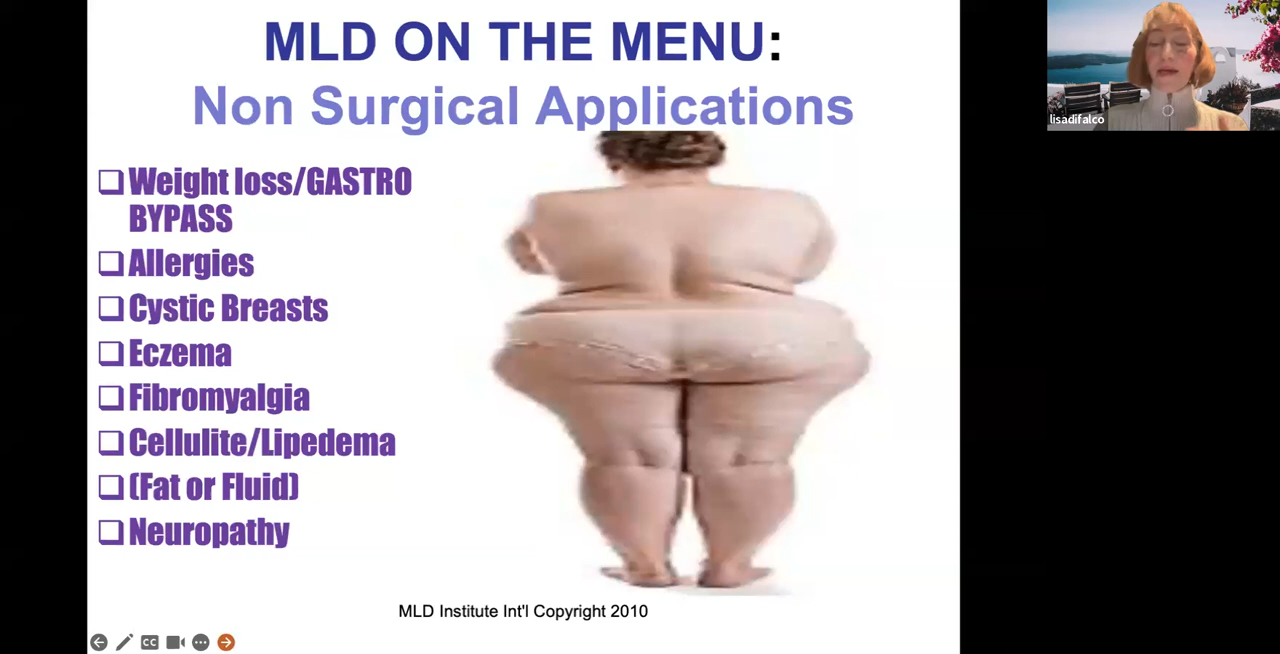 MLD ON THE MENU:
Non Surgical Applications
lisadifalco
Weight loss/GASTRO
BYPASS
Allergies
Cystic Breasts
Eczema
Fibromyalgia
Cellulite/Lipedema
(Fat or Fluid)
Neuropathy
MLD Institute Int'l Copyright 2010
CC